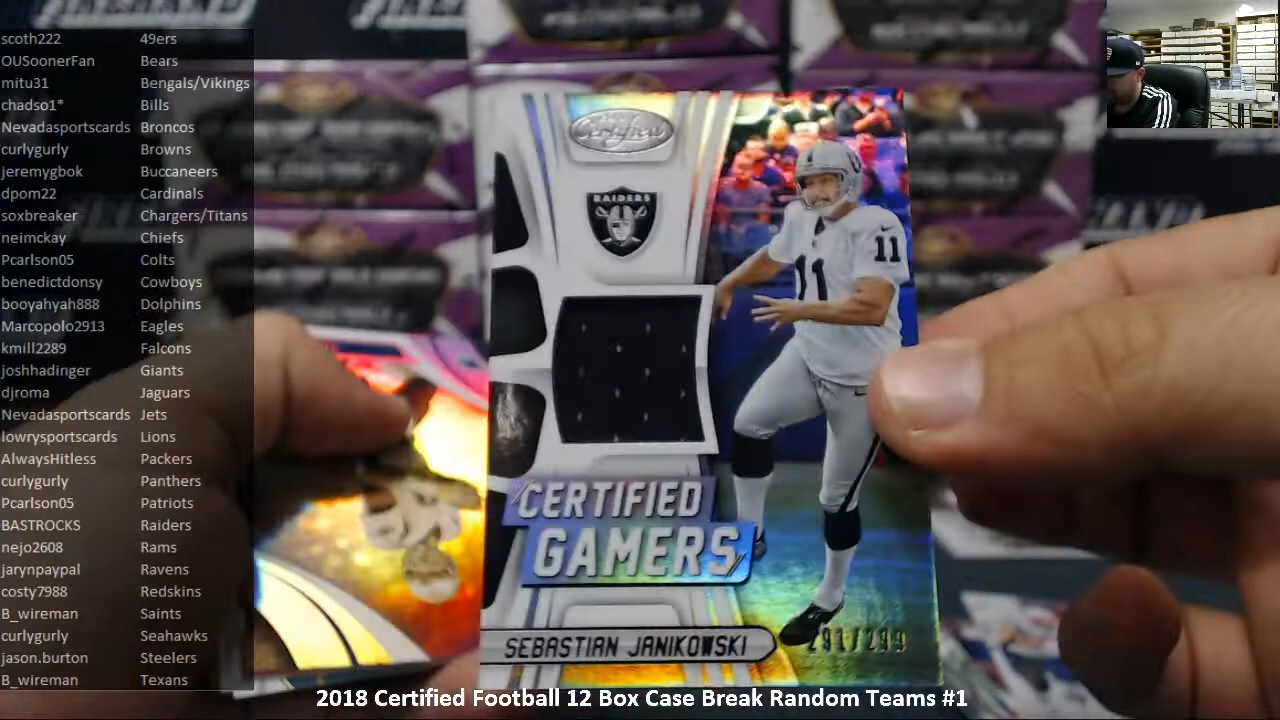 scoth222 49ers
OUSoonerFan Bears
mitu31 Bengals/Vikings
chadso1* Bills
Nevadasportscards Broncos
curlygurly Browns
jeremygbok Buccaneers
dpom22 Cardinals
soxbreaker Chargers/Titans
neimckay Chiefs
Pcarlson05 Colts
benedictdonsy Cowboys
booyahyah888 Dolphins
Marcopolo2913 Eagles
kmill2289 Falcons
joshhadinger Giants
djroma Jaguars
Nevadasportscards Jets
lowrysportscards Lions
AlwaysHitless Packers
curlygurly Panthers
Pcarlson05 Patriots
BASTROCKS Raiders
nejo2608 Rams
jarynpaypal Ravens
costy7988 Redskins
B_wireman Saints
curlygurly Seahawks
jason.burton Steelers
B_wireman Texans
Certified
RAIDERS
11
11
CERTIFIED
GAMERS
SEBASTIAN JANIKOWSKI
291/299
2018 Certified Football 12 Box Case Break Random Teams #1